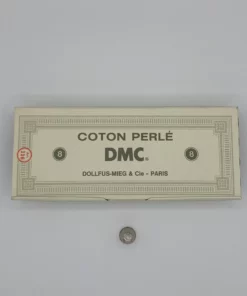 COTON PERLÉ
8 DMC® 8
DOLLFUS-MIEG & Cie - PARIS